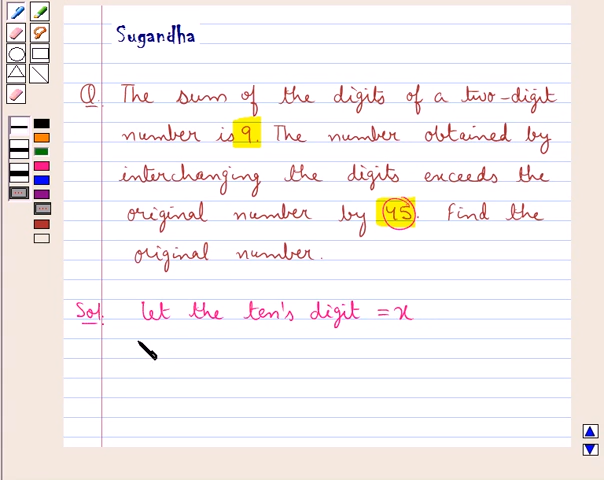 Sugandha
Q. The sum of the digits of a two-digit
number is 9. The number obtained by
interchanging the digits exceeds the
original number by 45. Find the
original number.
Sol. Let the ten's digit = x